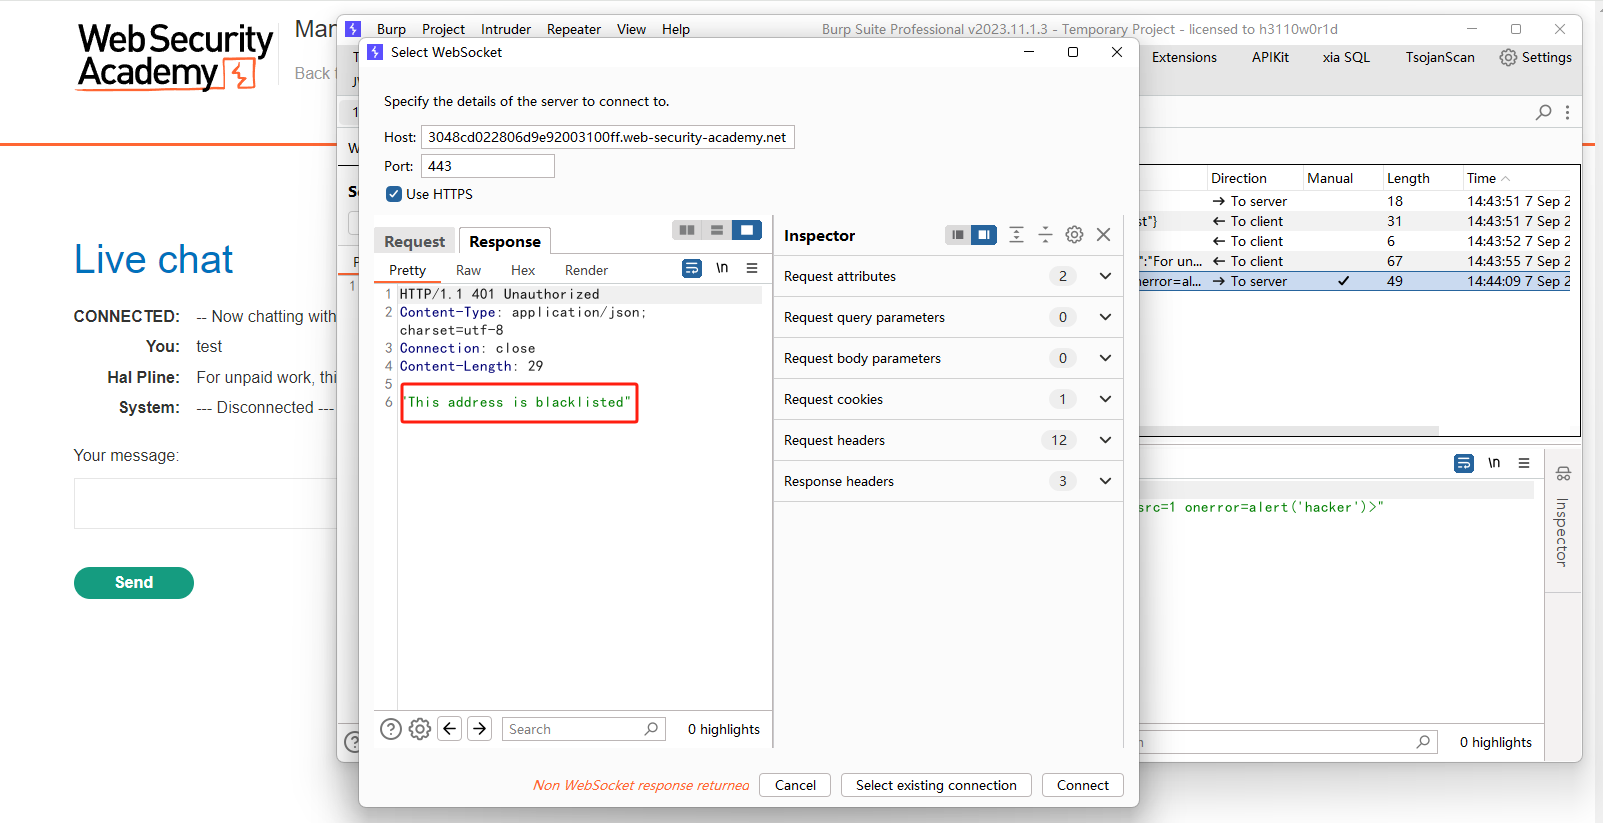 Web Security
Academy
Man
Back t
Burp Project Intruder Repeater View Help
Burp Suite Professional v2023.11.1.3 - Temporary Project - licensed to h3110w0r1d
Extensions APIKit xia SQL TsojanScan Settings
Select WebSocket
Specify the details of the server to connect to.
Host: 3048cd022806d9e92003100ff.web-security-academy.net
Port: 443
Use HTTPS
Request Response
Pretty Raw Hex Render \n
1 HTTP/1.1 401 Unauthorized
2 Content-Type: application/json;
charset=utf-8
3 Connection: close
4 Content-Length: 29
5
6 "This address is blacklisted"
Search 0 highlights
Inspector
Request attributes 2
Request query parameters 0
Request body parameters 0
Request cookies 1
Request headers 12
Response headers 3
Non WebSocket response returned Cancel Select existing connection Connect
Direction Manual Length Time
To server 18 14:43:51 7 Sep 2
st"} To client 31 14:43:51 7 Sep 2
To client 6 14:43:52 7 Sep 2
":"For un... To client 67 14:43:55 7 Sep 2
nerror=al... To server 49 14:44:09 7 Sep 2
\n
src=1 onerror=alert('hacker')>"
Inspector
0 highlights
Live chat
CONNECTED: -- Now chatting with
You: test
Hal Pline: For unpaid work, thi
System: --- Disconnected ---
Your message:
Send